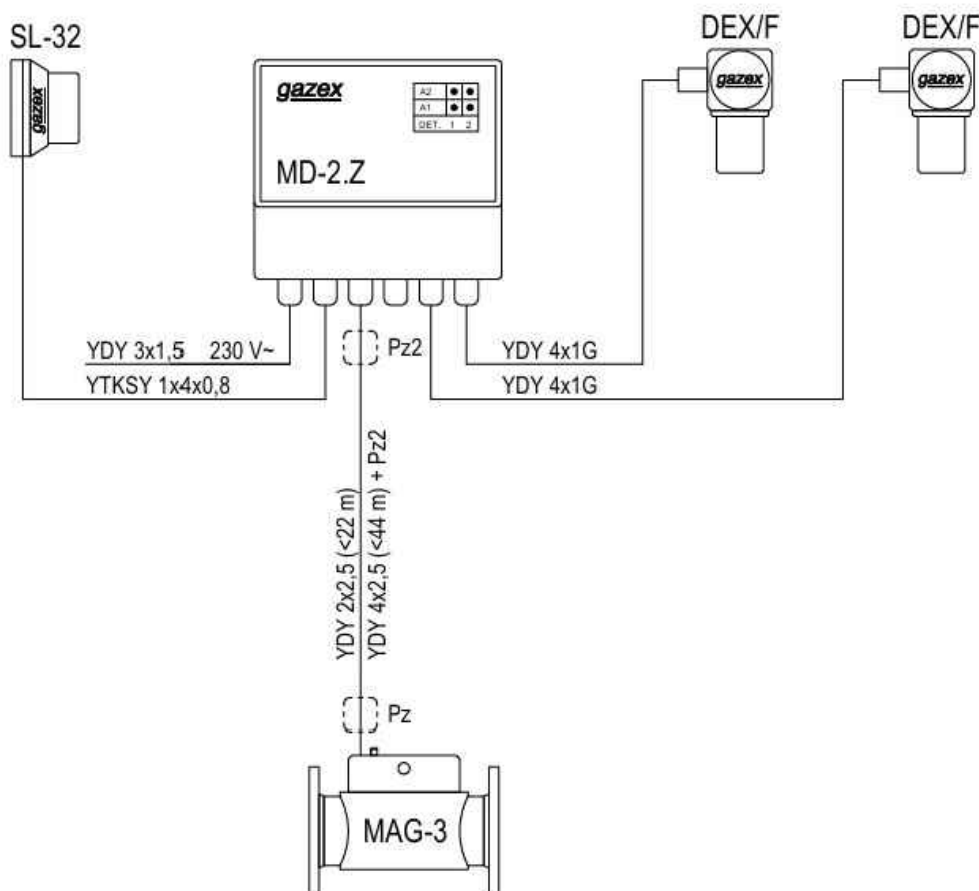 SL-32
DEX/F
DEX/F
gazex
gazex
A2
A1
DET. 1 2
MD-2.Z
gazex
gazex
YDY 3x1,5 230 V~
YTKSY 1x4x0,8
Pz2
YDY 4x1G
YDY 4x1G
YDY 2x2,5 (<22 m)
YDY 4x2,5 (<44 m) + Pz2
Pz
MAG-3